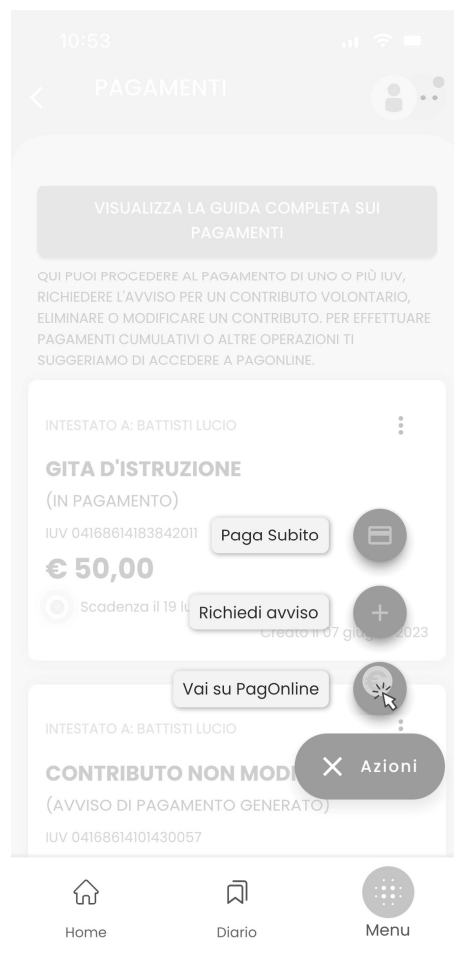 10:53
PAGAMENTI
VISUALIZZA LA GUIDA COMPLETA SUI
PAGAMENTI
QUI PUOI PROCEDERE AL PAGAMENTO DI UNO O PIÙ IUV,
RICHIEDERE L'AVVISO PER UN CONTRIBUTO VOLONTARIO,
ELIMINARE O MODIFICARE UN CONTRIBUTO. PER EFFETTUARE
PAGAMENTI CUMULATIVI O ALTRE OPERAZIONI TI
SUGGERIAMO DI ACCEDERE A PAGONLINE.
INTESTATO A: BATTISTI LUCIO
GITA D'ISTRUZIONE
(IN PAGAMENTO)
IUV 04168614183842011
Paga Subito
€ 50,00
Scadenza il 19
Richiedi avviso
Creato il 07 2023
Vai su PagOnline
INTESTATO A: BATTISTI LUCIO
Azioni
CONTRIBUTO NON
(AVVISO DI PAGAMENTO GENERATO)
IUV 04168614101430057
Home
Diario
Menu